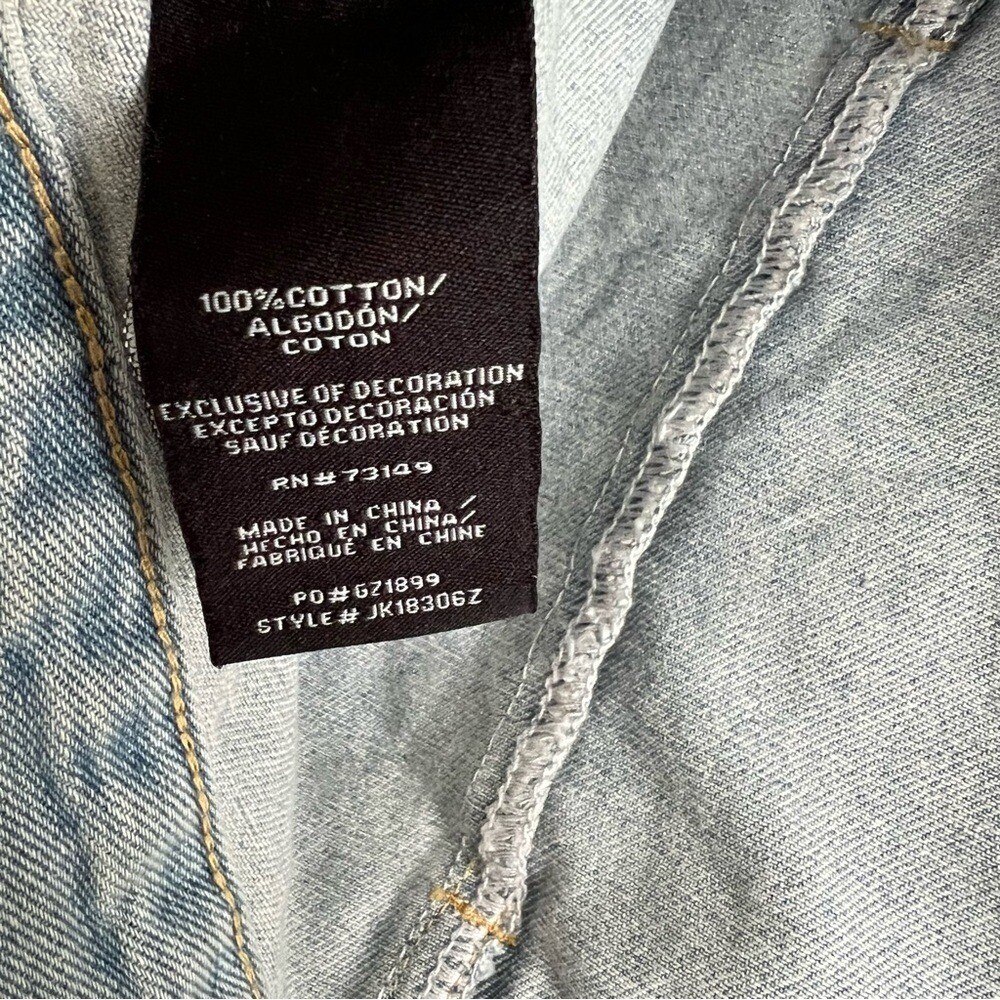 100%COTTON/
ALGODÓN/
COTON
EXCLUSIVE OF DECORATION
EXCEPTO DECORACIÓN
SAUF DÉCORATION
RN# 73149
MADE IN CHINA /
HECHO EN CHINA/
FABRIQUÉ EN CHINE
PO#GZ1899
STYLE# JK18306Z